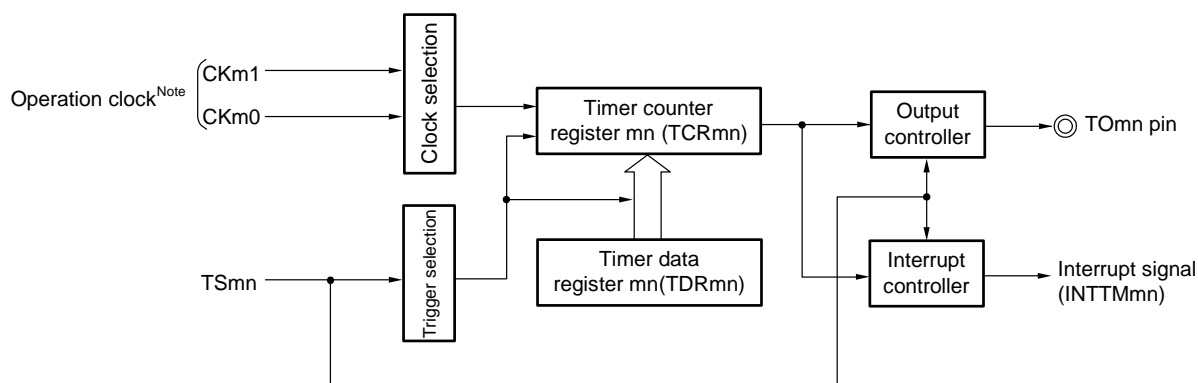 Operation clockNote
CKm1
CKm0
Clock selection
Timer counter
register mn (TCRmn)
Output
controller
TOmn pin
TSmn
Trigger selection
Timer data
register mn(TDRmn)
Interrupt
controller
Interrupt signal
(INTTMmn)